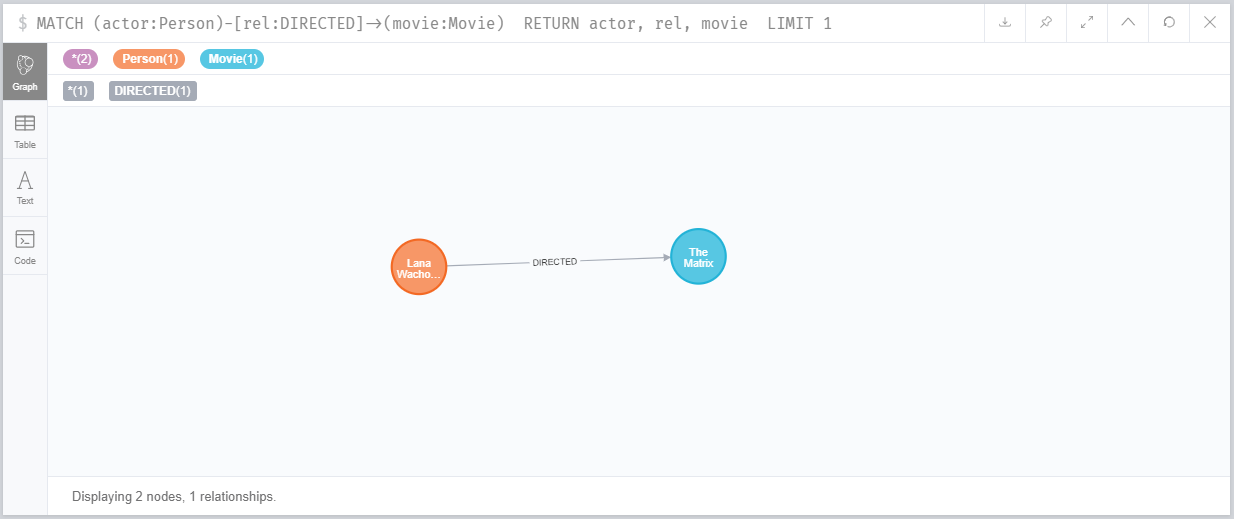 $ MATCH (actor:Person)-[rel:DIRECTED]->(movie:Movie)  RETURN actor, rel, movie  LIMIT 1
*(2) Person(1) Movie(1)
*(1) DIRECTED(1)
Graph
Table
Text
Code
Lana
Wacho...
DIRECTED
The
Matrix
Displaying 2 nodes, 1 relationships.